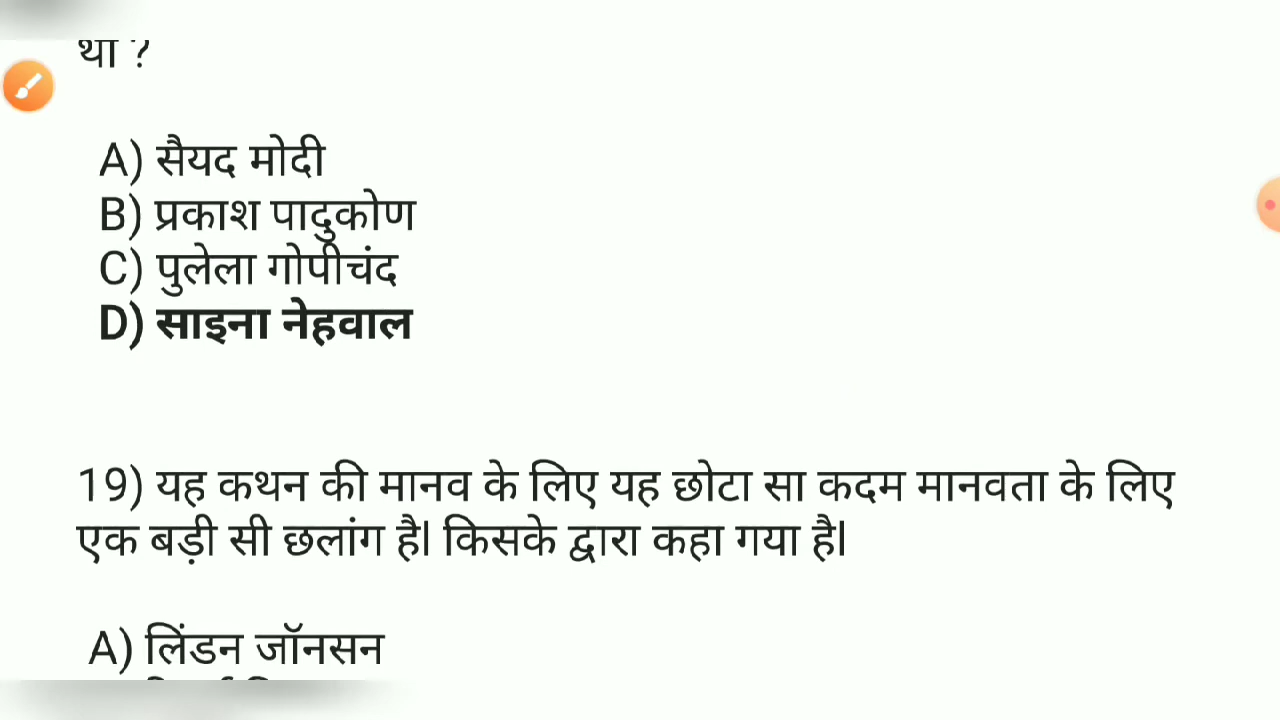 था ?
A) सैयद मोदी
B) प्रकाश पादुकोण
C) पुलेला गोपीचंद
D) साइना नेहवाल
19) यह कथन की मानव के लिए यह छोटा सा कदम मानवता के लिए
एक बड़ी सी छलांग है। किसके द्वारा कहा गया है।
A) लिंडन जॉनसन